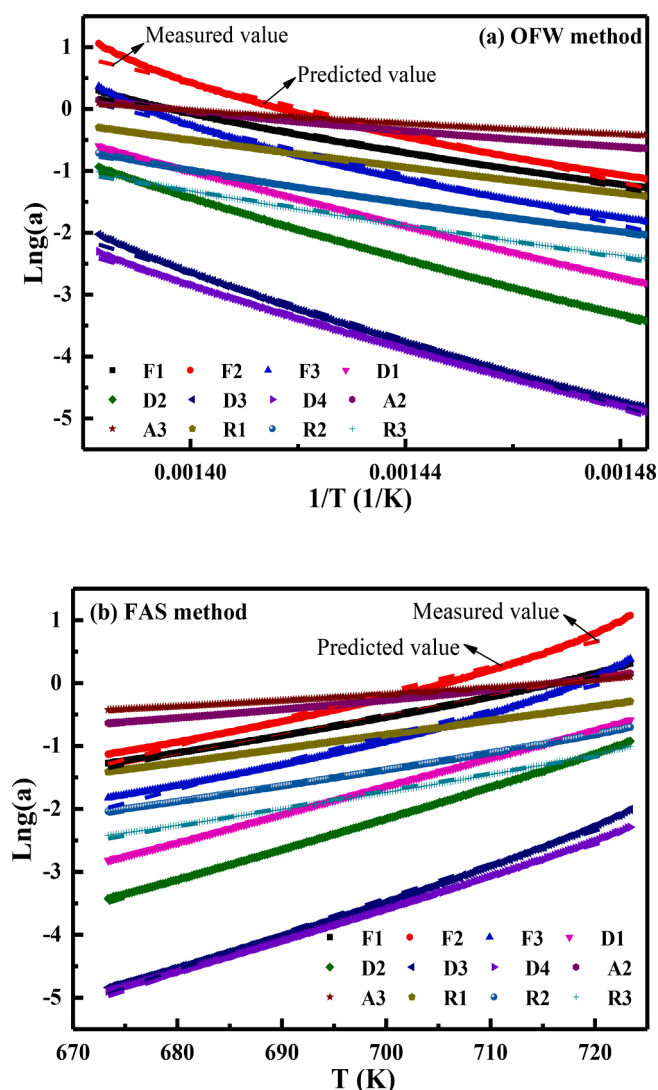 (a) OFW method
Measured value
Predicted value
1
0
-1
-2
-3
-4
-5
Lng(a)
F1 F2 F3 D1
D2 D3 D4 A2
A3 R1 R2 R3
0.00140 0.00144 0.00148
1/T (1/K)
(b) FAS method
Measured value
Predicted value
1
0
-1
-2
-3
-4
-5
Lng(a)
F1 F2 F3 D1
D2 D3 D4 A2
A3 R1 R2 R3
670 680 690 700 710 720
T (K)